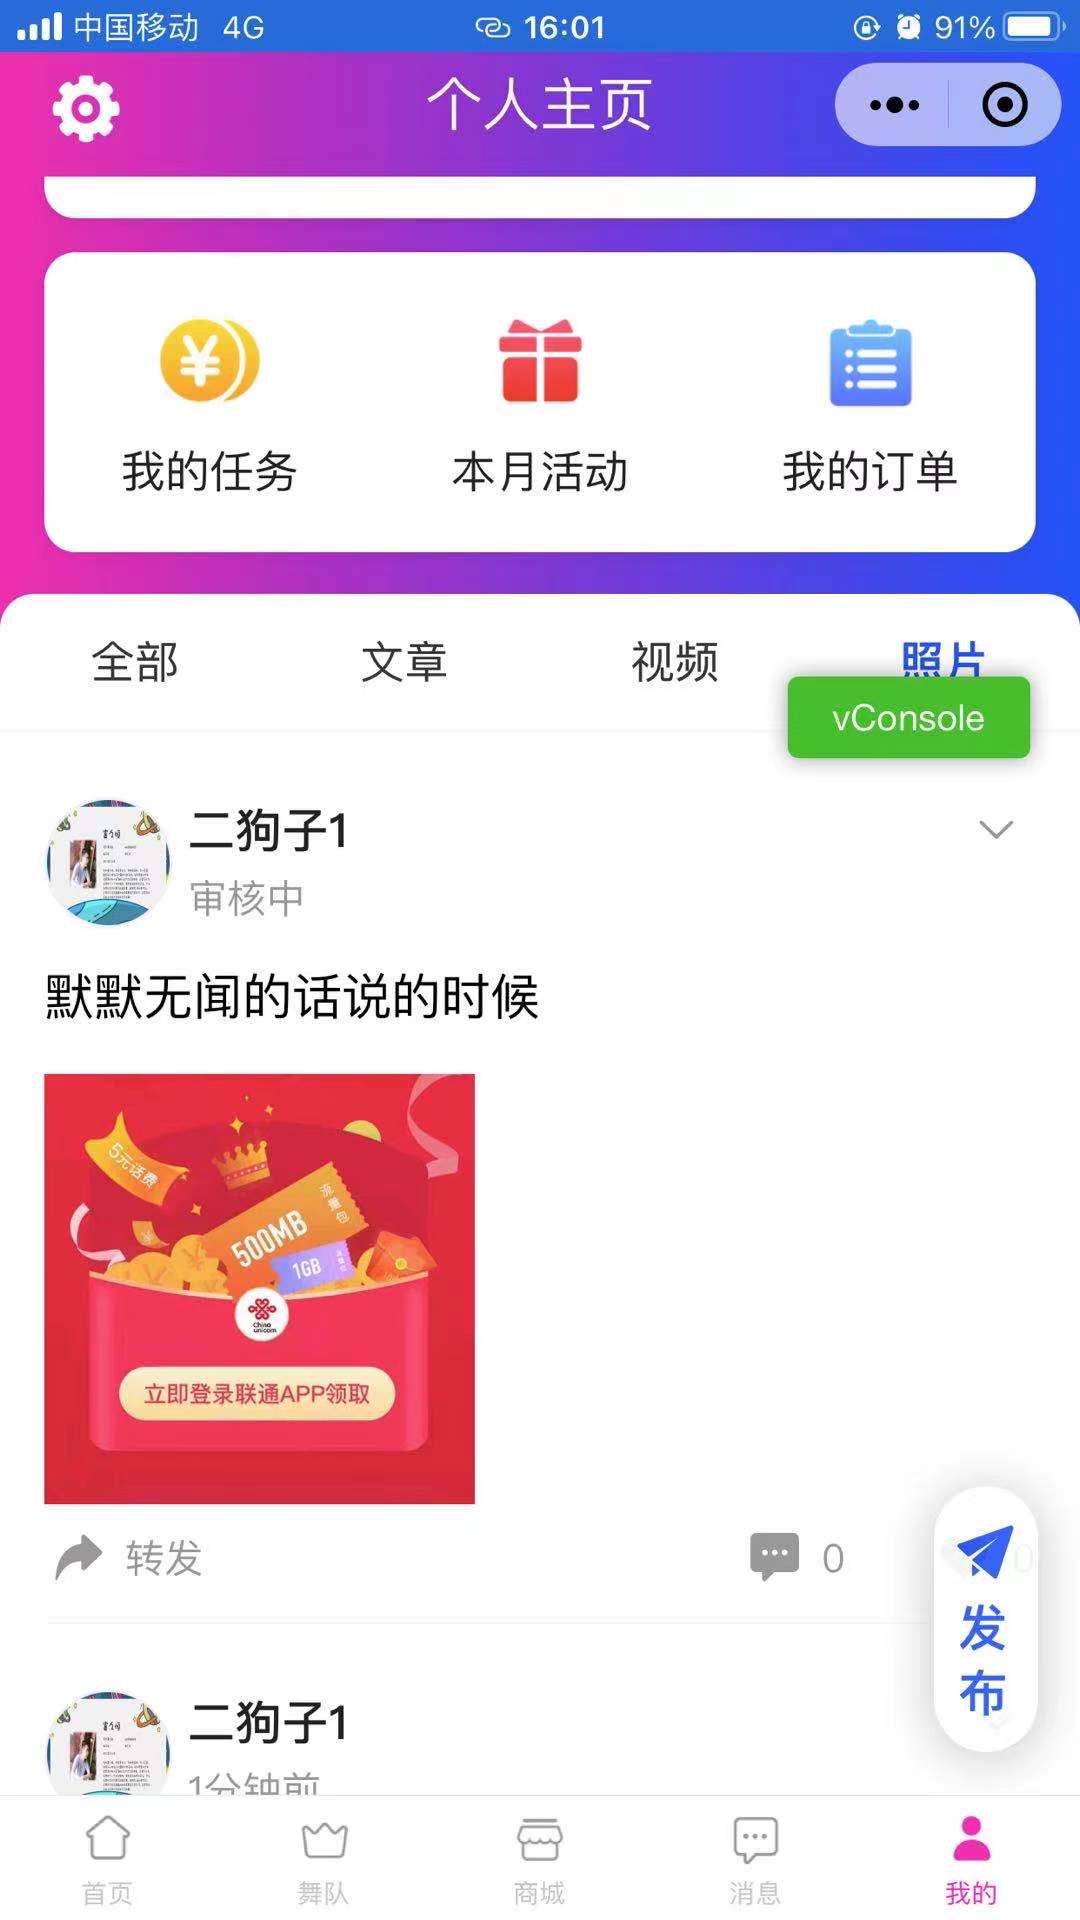 中国移动 4G 16:01 91%
个人主页
¥
我的任务 本月活动 我的订单
全部 文章 视频 照片
vConsole
二狗子1
审核中
默默无闻的话说的时候
5元话费
流量包
500MB
1GB
China
unicom
立即登录联通APP领取
转发 0
发布
二狗子1
1分钟前
首页 舞队 商城 消息 我的